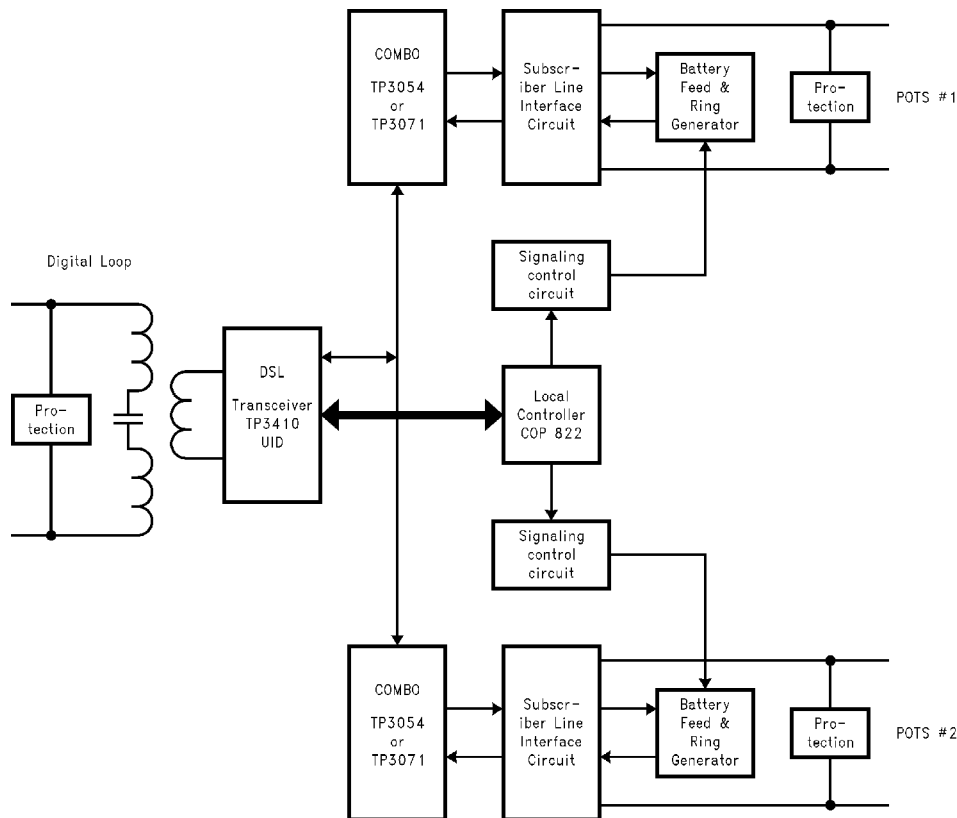 COMBO
TP3054
or
TP3071
Subscr-
iber Line
Interface
Circuit
Battery
Feed &
Ring
Generator
Pro-
tection
POTS #1
Signaling
control
circuit
Digital Loop
Pro-
tection
DSL
Transceiver
TP3410
UID
Local
Controller
COP 822
Signaling
control
circuit
COMBO
TP3054
or
TP3071
Subscr-
iber Line
Interface
Circuit
Battery
Feed &
Ring
Generator
Pro-
tection
POTS #2